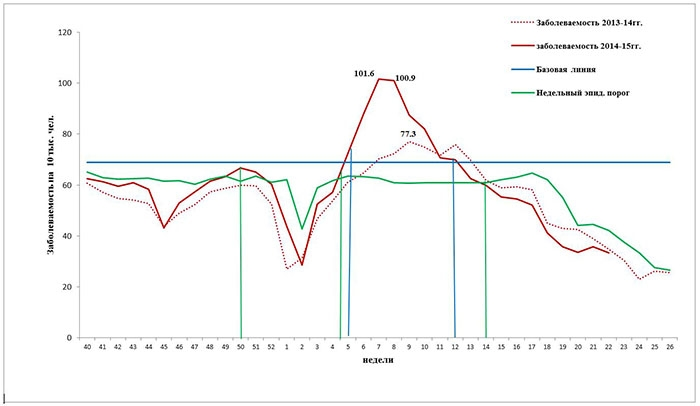 Заболеваемость 2013-14гг.
заболеваемость 2014-15гг.
Базовая линия
Недельный эпид. порог
Заболеваемость на 10 тыс. чел.
120
100
80
60
40
20
0
101.6
100.9
77.3
40 41 42 43 44 45 46 47 48 49 50 51 52 1 2 3 4 5 6 7 8 9 10 11 12 13 14 15 16 17 18 19 20 21 22 23 24 25 26
недели